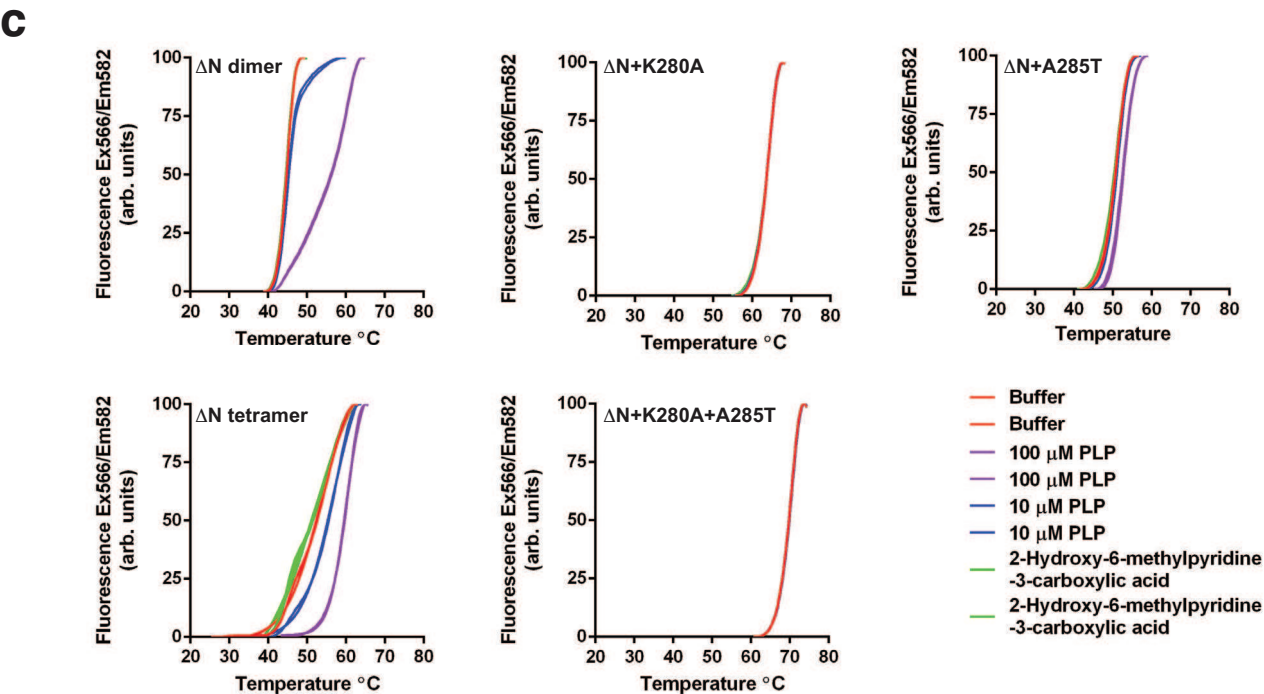 C
Fluorescence Ex566/Em582
(arb. units)
100
75
50
25
0
ΔN dimer
20 30 40 50 60 70 80
Temperature °C
Fluorescence Ex566/Em582
(arb. units)
100
75
50
25
0
ΔN+K280A
20 30 40 50 60 70 80
Temperature °C
Fluorescence Ex566/Em582
(arb. units)
100
75
50
25
0
ΔN+A285T
20 30 40 50 60 70 80
Temperature
Fluorescence Ex566/Em582
(arb. units)
100
75
50
25
0
ΔN tetramer
20 30 40 50 60 70 80
Temperature °C
Fluorescence Ex566/Em582
(arb. units)
100
75
50
25
0
ΔN+K280A+A285T
20 30 40 50 60 70 80
Temperature °C
Buffer
Buffer
100 μM PLP
100 μM PLP
10 μM PLP
10 μM PLP
2-Hydroxy-6-methylpyridine
-3-carboxylic acid
2-Hydroxy-6-methylpyridine
-3-carboxylic acid